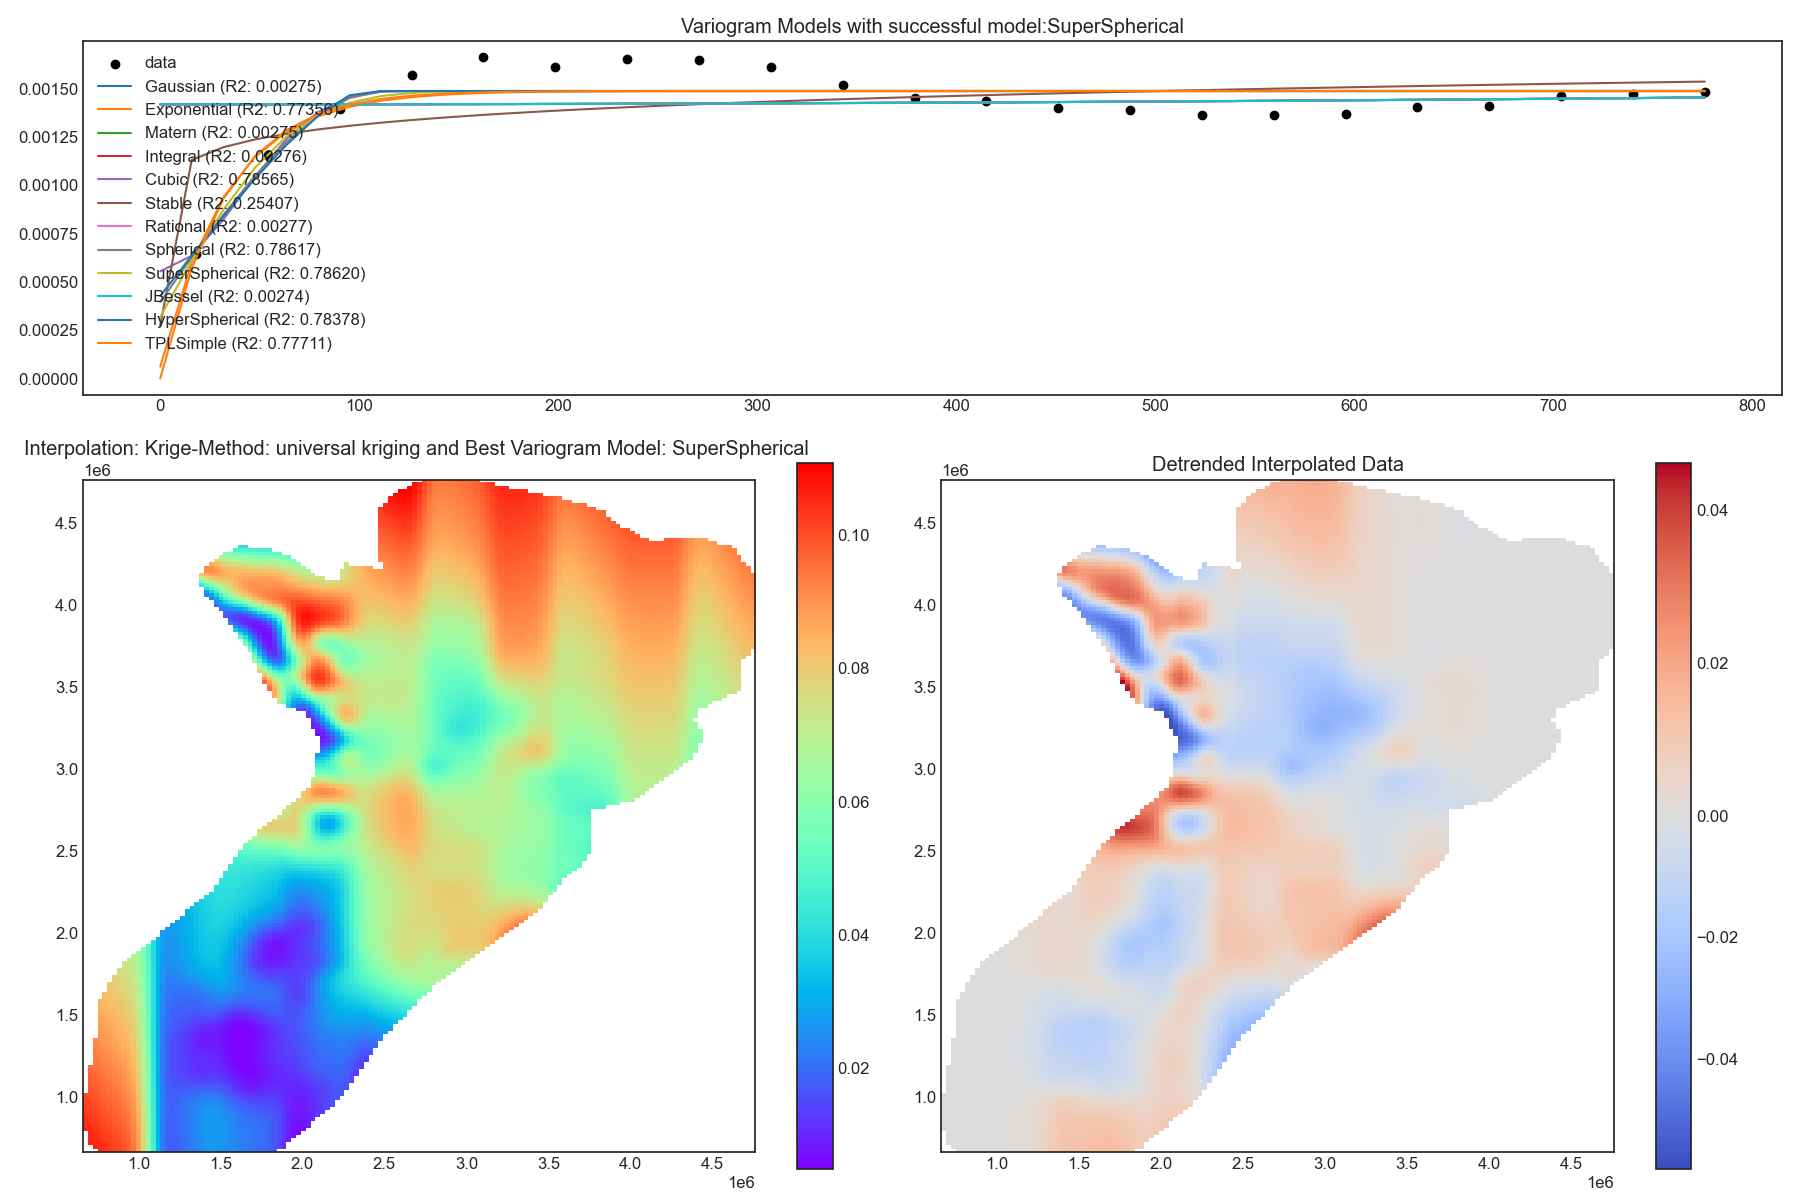 Variogram Models with successful model:SuperSpherical
data
Gaussian (R2: 0.00275)
Exponential (R2: 0.77356)
Matern (R2: 0.00275)
Integral (R2: 0.00276)
Cubic (R2: 0.78565)
Stable (R2: 0.25407)
Rational (R2: 0.00277)
Spherical (R2: 0.78617)
SuperSpherical (R2: 0.78620)
JBessel (R2: 0.00274)
HyperSpherical (R2: 0.78378)
TPLSimple (R2: 0.77711)
0.00150
0.00125
0.00100
0.00075
0.00050
0.00025
0.00000
0 100 200 300 400 500 600 700 800
Interpolation: Krige-Method: universal kriging and Best Variogram Model: SuperSpherical
1e6
4.5
4.0
3.5
3.0
2.5
2.0
1.5
1.0
1.0 1.5 2.0 2.5 3.0 3.5 4.0 4.5
1e6
0.10
0.08
0.06
0.04
0.02
Detrended Interpolated Data
1e6
4.5
4.0
3.5
3.0
2.5
2.0
1.5
1.0
1.0 1.5 2.0 2.5 3.0 3.5 4.0 4.5
1e6
0.04
0.02
0.00
−0.02
−0.04